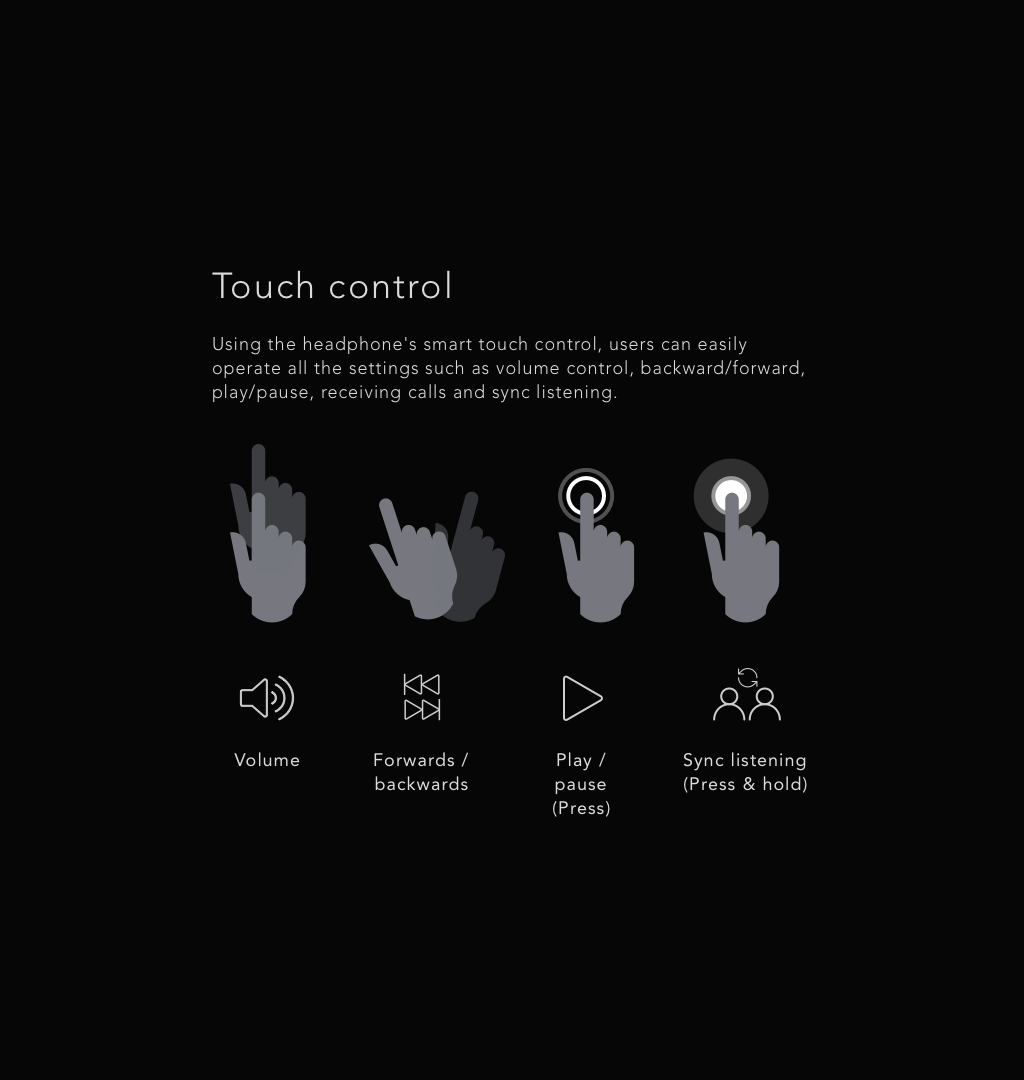 Touch control
Using the headphone's smart touch control, users can easily
operate all the settings such as volume control, backward/forward,
play/pause, receiving calls and sync listening.
Volume
Forwards /
backwards
Play /
pause
(Press)
Sync listening
(Press & hold)